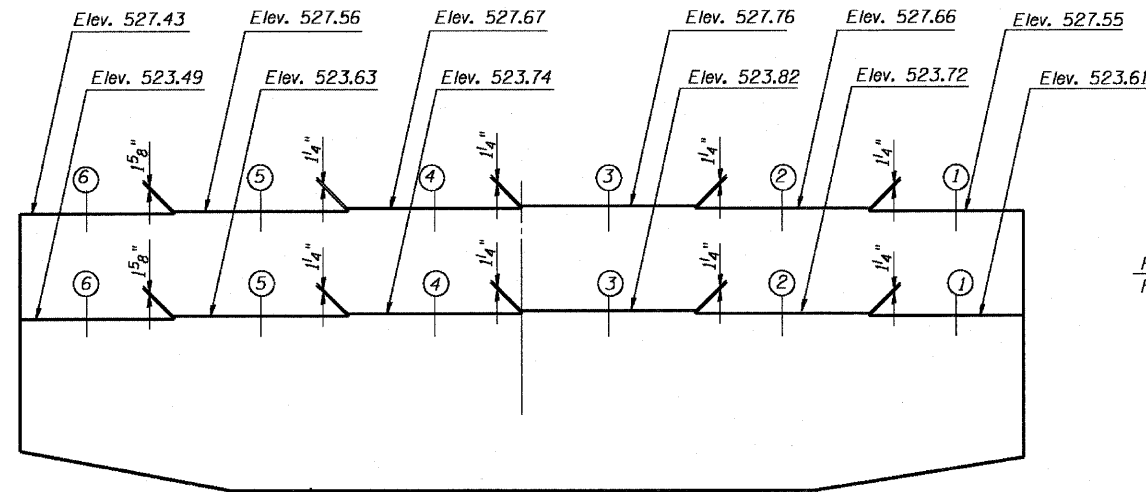 Elev. 527.43 Elev. 527.56 Elev. 527.67 Elev. 527.76 Elev. 527.66 Elev. 527.55
Elev. 523.49 Elev. 523.63 Elev. 523.74 Elev. 523.82 Elev. 523.72 Elev. 523.61
6 1 5/8" 5 1 1/4" 4 1 1/4" 3 1 1/4" 2 1 1/4" 1
6 1 5/8" 5 1 1/4" 4 1 1/4" 3 1 1/4" 2 1 1/4" 1